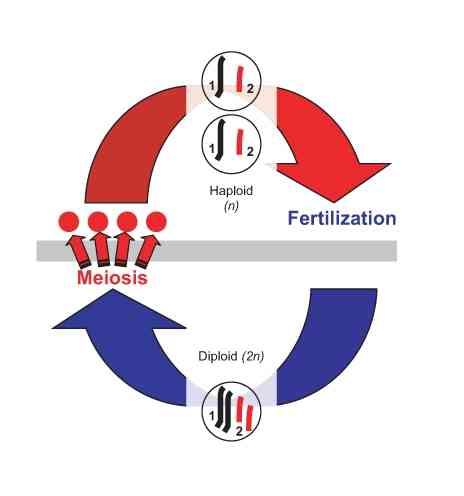 1 2
1 2
Haploid
(n)
Fertilization
Meiosis
Diploid (2n)
1
2